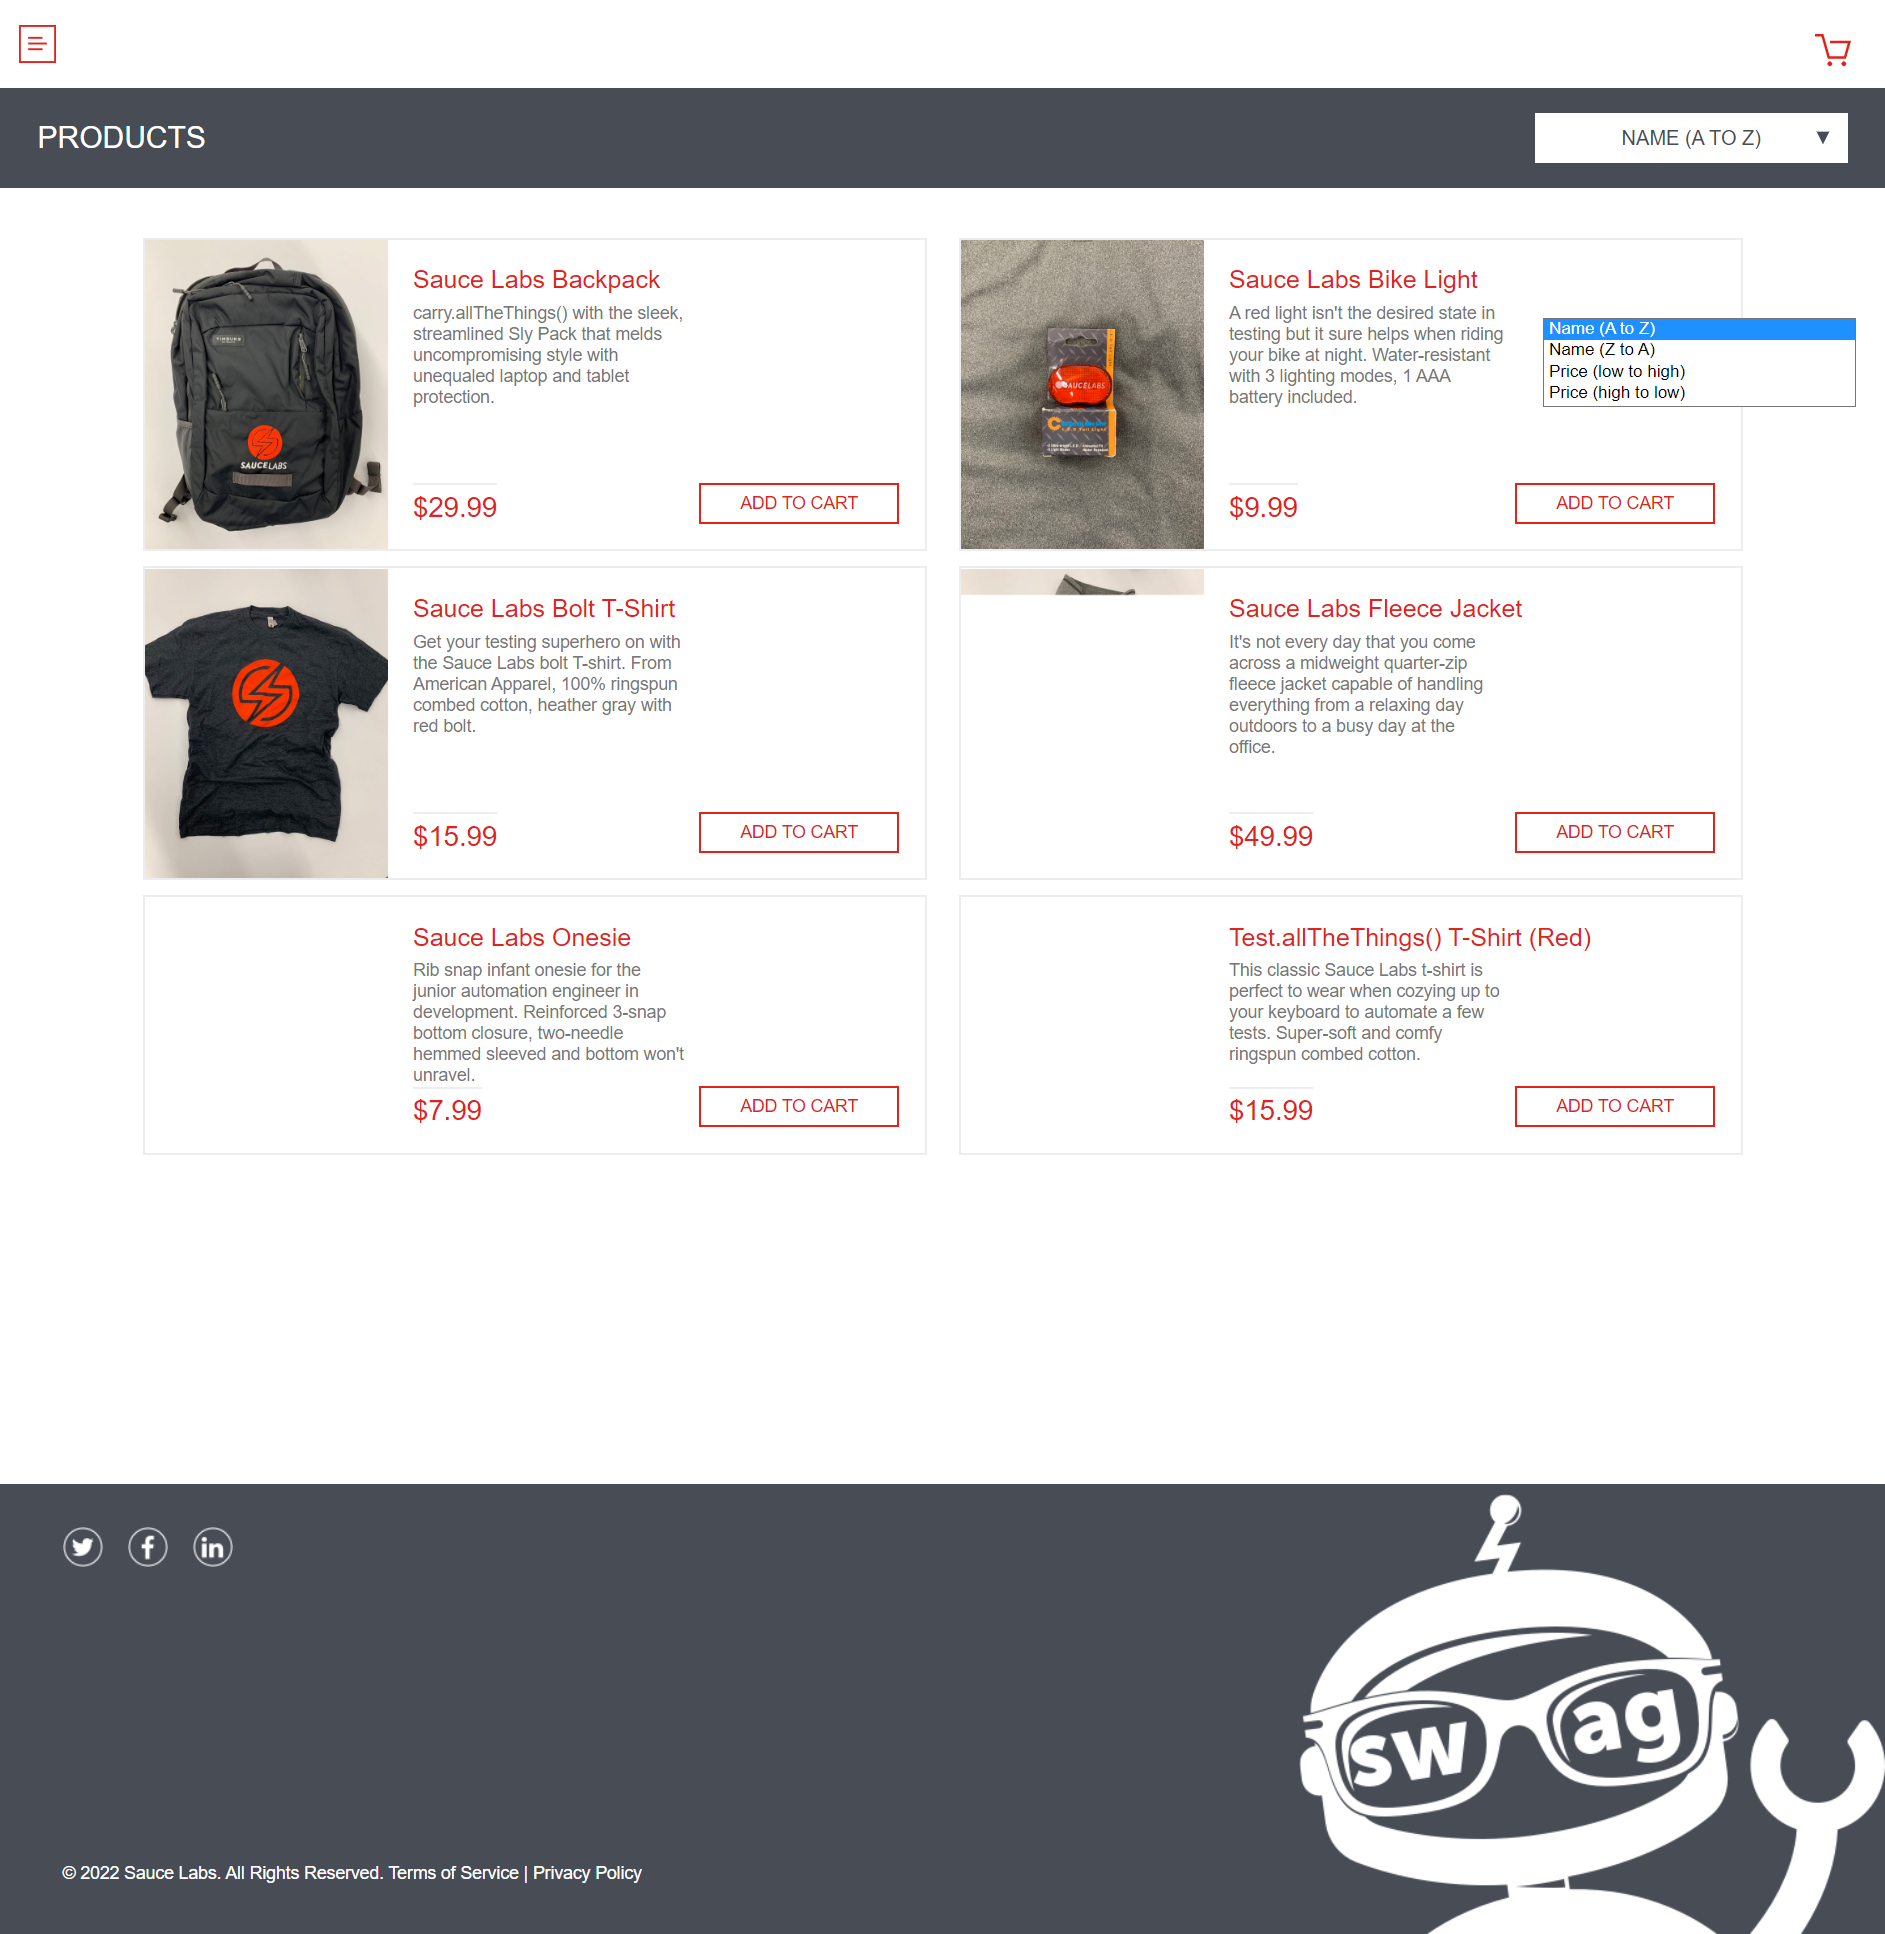 PRODUCTS
NAME (A TO Z)
Sauce Labs Backpack
carry.allTheThings() with the sleek,
streamlined Sly Pack that melds
uncompromising style with
unequaled laptop and tablet
protection.
$29.99
ADD TO CART
SAUCELABS
Sauce Labs Bike Light
A red light isn't the desired state in
testing but it sure helps when riding
your bike at night. Water-resistant
with 3 lighting modes, 1 AAA
battery included.
$9.99
ADD TO CART
SAUCELABS
Name (A to Z)
Name (Z to A)
Price (low to high)
Price (high to low)
Sauce Labs Bolt T-Shirt
Get your testing superhero on with
the Sauce Labs bolt T-shirt. From
American Apparel, 100% ringspun
combed cotton, heather gray with
red bolt.
$15.99
ADD TO CART
Sauce Labs Fleece Jacket
It's not every day that you come
across a midweight quarter-zip
fleece jacket capable of handling
everything from a relaxing day
outdoors to a busy day at the
office.
$49.99
ADD TO CART
Sauce Labs Onesie
Rib snap infant onesie for the
junior automation engineer in
development. Reinforced 3-snap
bottom closure, two-needle
hemmed sleeved and bottom won't
unravel.
$7.99
ADD TO CART
Test.allTheThings() T-Shirt (Red)
This classic Sauce Labs t-shirt is
perfect to wear when cozying up to
your keyboard to automate a few
tests. Super-soft and comfy
ringspun combed cotton.
$15.99
ADD TO CART
sw ag
© 2022 Sauce Labs. All Rights Reserved. Terms of Service | Privacy Policy